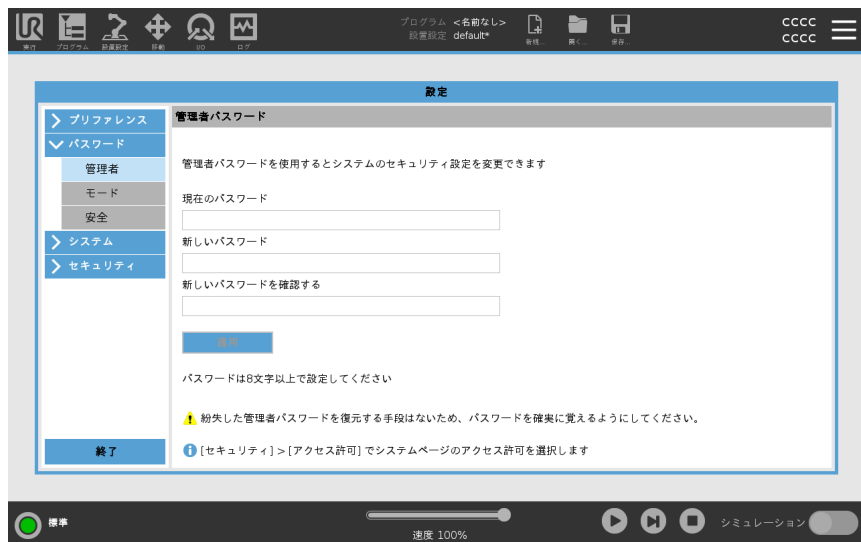 UR
プログラム <名前なし>
設置設定 default*
CCCC
CCCC
実行 プログラム 設置設定 移動 I/O ログ 新規... 開く... 保存...
設定
プリファレンス
パスワード
管理者
モード
安全
システム
セキュリティ
終了
管理者パスワード
管理者パスワードを使用するとシステムのセキュリティ設定を変更できます
現在のパスワード
新しいパスワード
新しいパスワードを確認する
適用
パスワードは8文字以上で設定してください
紛失した管理者パスワードを復元する手段はないため、パスワードを確実に覚えるようにしてください。
[セキュリティ] > [アクセス許可] でシステムページのアクセス許可を選択します
標準
速度 100%
シミュレーション